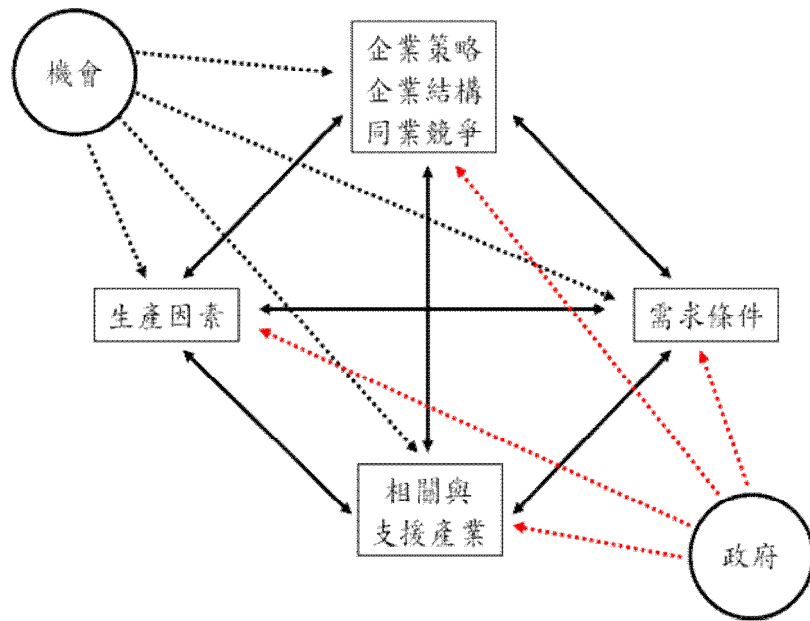 機會
企業策略
企業結構
同業競爭
生產因素
需求條件
相關與
支援產業
政府